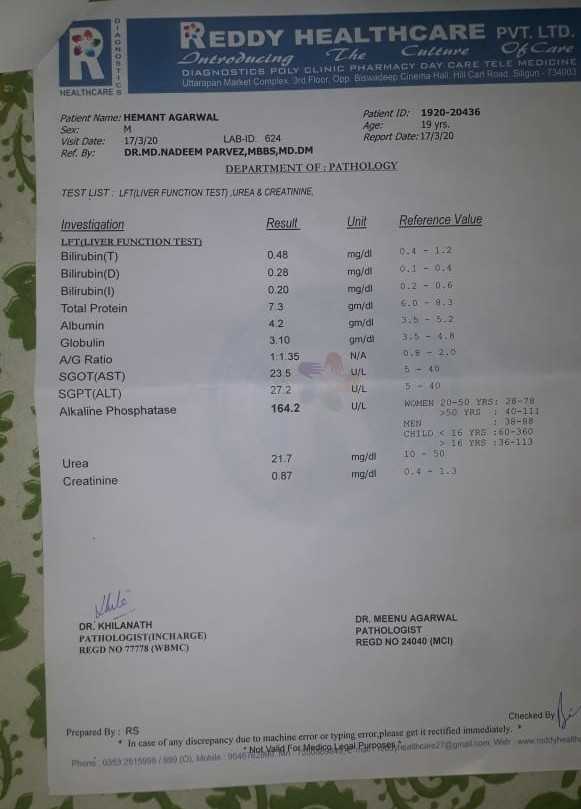 DIAGNOSTICS
R
HEALTHCARE
REDDY HEALTHCARE PVT. LTD.
Introducing The Culture Of Care
DIAGNOSTICS POLY CLINIC PHARMACY DAY CARE TELE MEDICINE
Uttarapan Market Complex, 3rd Floor, Opp. Biswadeep Cinema Hall, Hill Cart Road, Siliguri - 734003
Patient Name: HEMANT AGARWAL Patient ID: 1920-20436
Sex: M Age: 19 yrs.
Visit Date: 17/3/20 LAB-ID: 624 Report Date: 17/3/20
Ref. By: DR.MD.NADEEM PARVEZ,MBBS,MD.DM
DEPARTMENT OF : PATHOLOGY
TEST LIST : LFT(LIVER FUNCTION TEST) ,UREA & CREATININE,
Investigation Result Unit Reference Value
LFT(LIVER FUNCTION TEST)
Bilirubin(T) 0.48 mg/dl 0.4 - 1.2
Bilirubin(D) 0.28 mg/dl 0.1 - 0.4
Bilirubin(I) 0.20 mg/dl 0.2 - 0.6
Total Protein 7.3 gm/dl 6.0 - 8.3
Albumin 4.2 gm/dl 3.5 - 5.2
Globulin 3.10 gm/dl 3.5 - 4.8
A/G Ratio 1:1.35 N/A 0.8 - 2.0
SGOT(AST) 23.5 U/L 5 - 40
SGPT(ALT) 27.2 U/L 5 - 40
Alkaline Phosphatase 164.2 U/L WOMEN 20-50 YRS: 28-78
>50 YRS : 40-111
MEN : 38-88
CHILD < 16 YRS :60-360
> 16 YRS :36-113
Urea 21.7 mg/dl 10 - 50
Creatinine 0.87 mg/dl 0.4 - 1.3
DR. KHILANATH
PATHOLOGIST(INCHARGE)
REGD NO 77778 (WBMC)
DR. MEENU AGARWAL
PATHOLOGIST
REGD NO 24040 (MCI)
Checked By
Prepared By : RS
* In case of any discrepancy due to machine error or typing error,please get it rectified immediately. *
* Not Valid For Medico Legal Purposes *
Phone : 0353 2615998 / 999 (O), Mobile :